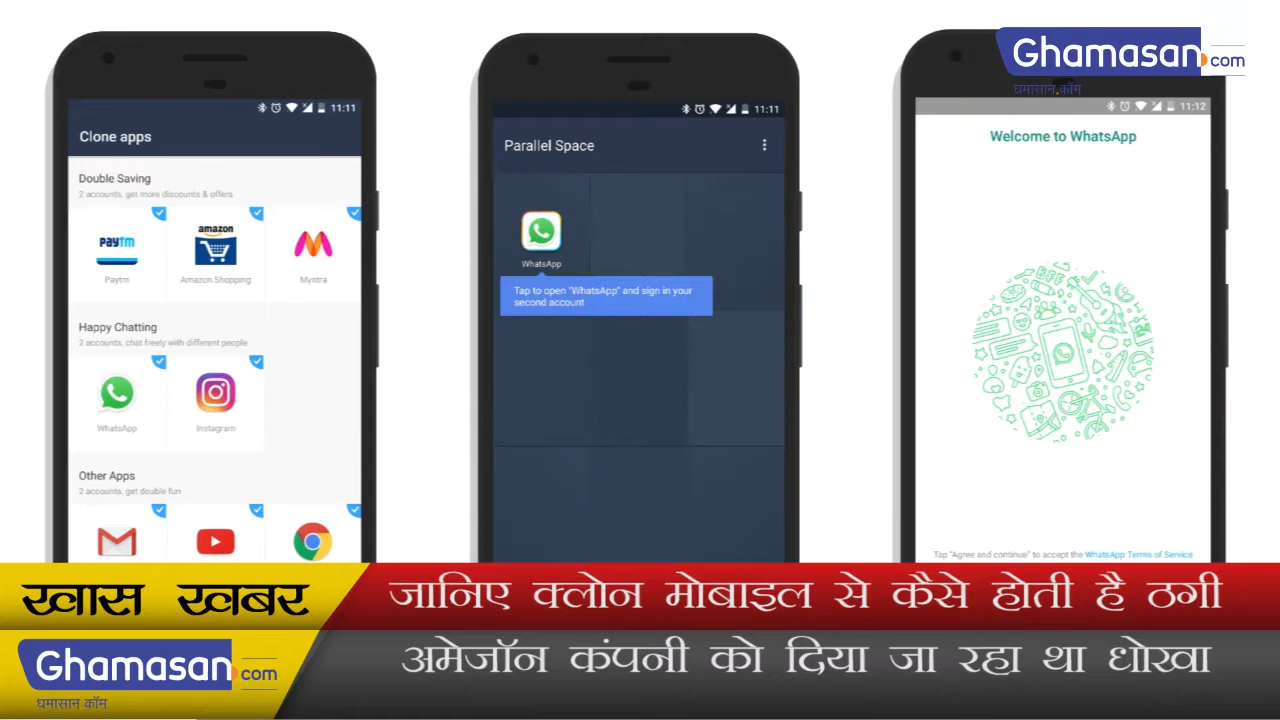 Ghamasan.com
घमासान.कॉम
11:11
Clone apps
Double Saving
2 accounts, get more discounts & offers
Paytm
Paytm
amazon
Amazon Shopping
Myntra
Happy Chatting
2 accounts, chat freely with different people
WhatsApp
Instagram
Other Apps
2 accounts, get double fun
11:11
Parallel Space
WhatsApp
Tap to open "WhatsApp" and sign in your
second account
11:12
Welcome to WhatsApp
BFF
Tap "Agree and continue" to accept the WhatsApp Terms of Service
खास खबर
जानिए क्लोन मोबाइल से कैसे होती है ठगी
Ghamasan.com
घमासान कॉम
अमेजॉन कंपनी को दिया जा रहा था धोखा